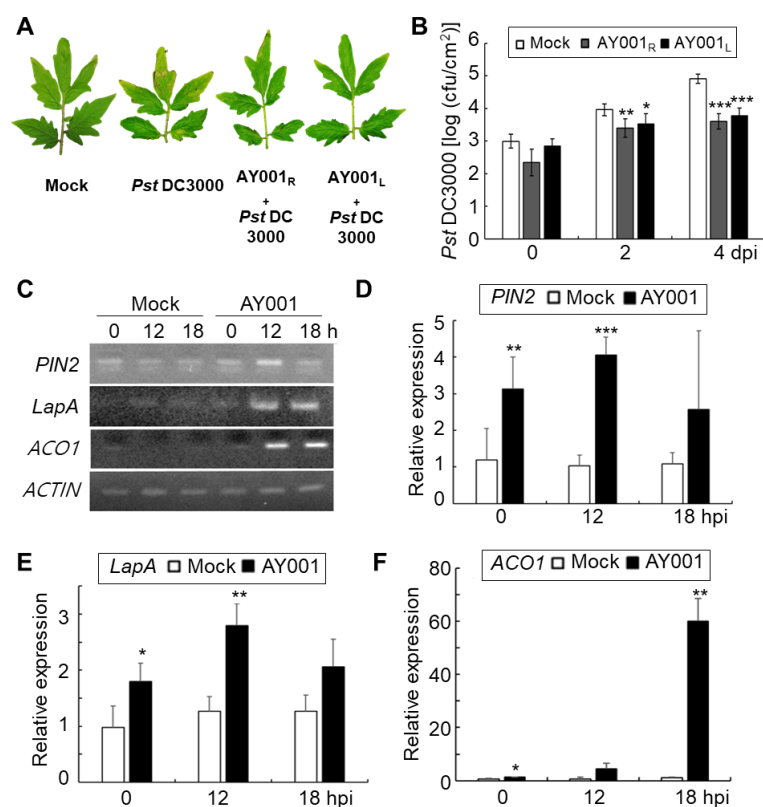 A
Mock
Pst DC3000
AY001R
+
Pst DC
3000
AY001L
+
Pst DC
3000
B
Mock AY001R AY001L
Pst DC3000 [log (cfu/cm²)]
6
5
4
3
2
1
0
0 2 4 dpi
C
Mock AY001
0 12 18 0 12 18 h
PIN2
LapA
ACO1
ACTIN
D
PIN2 Mock AY001
Relative expression
5
4
3
2
1
0
** ***
0 12 18 hpi
E
LapA Mock AY001
Relative expression
3
2
1
0
* **
0 12 18 hpi
F
ACO1 Mock AY001
Relative expression
80
60
40
20
0
* **
0 12 18 hpi